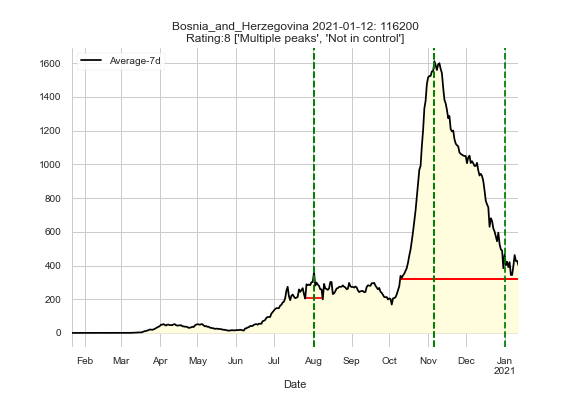 Bosnia_and_Herzegovina 2021-01-12: 116200
Rating:8 ['Multiple peaks', 'Not in control']
Average-7d
1600
1400
1200
1000
800
600
400
200
0
Feb Mar Apr May Jun Jul Aug Sep Oct Nov Dec Jan
2021
Date